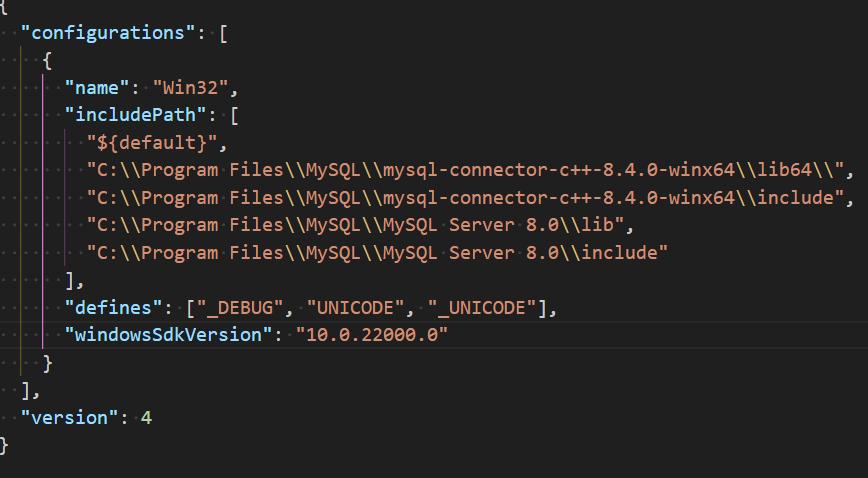 {
  "configurations": [
    {
      "name": "Win32",
      "includePath": [
        "${default}",
        "C:\\Program Files\\MySQL\\mysql-connector-c++-8.4.0-winx64\\lib64\\",
        "C:\\Program Files\\MySQL\\mysql-connector-c++-8.4.0-winx64\\include",
        "C:\\Program Files\\MySQL\\MySQL Server 8.0\\lib",
        "C:\\Program Files\\MySQL\\MySQL Server 8.0\\include"
      ],
      "defines": ["_DEBUG", "UNICODE", "_UNICODE"],
      "windowsSdkVersion": "10.0.22000.0"
    }
  ],
  "version": 4
}